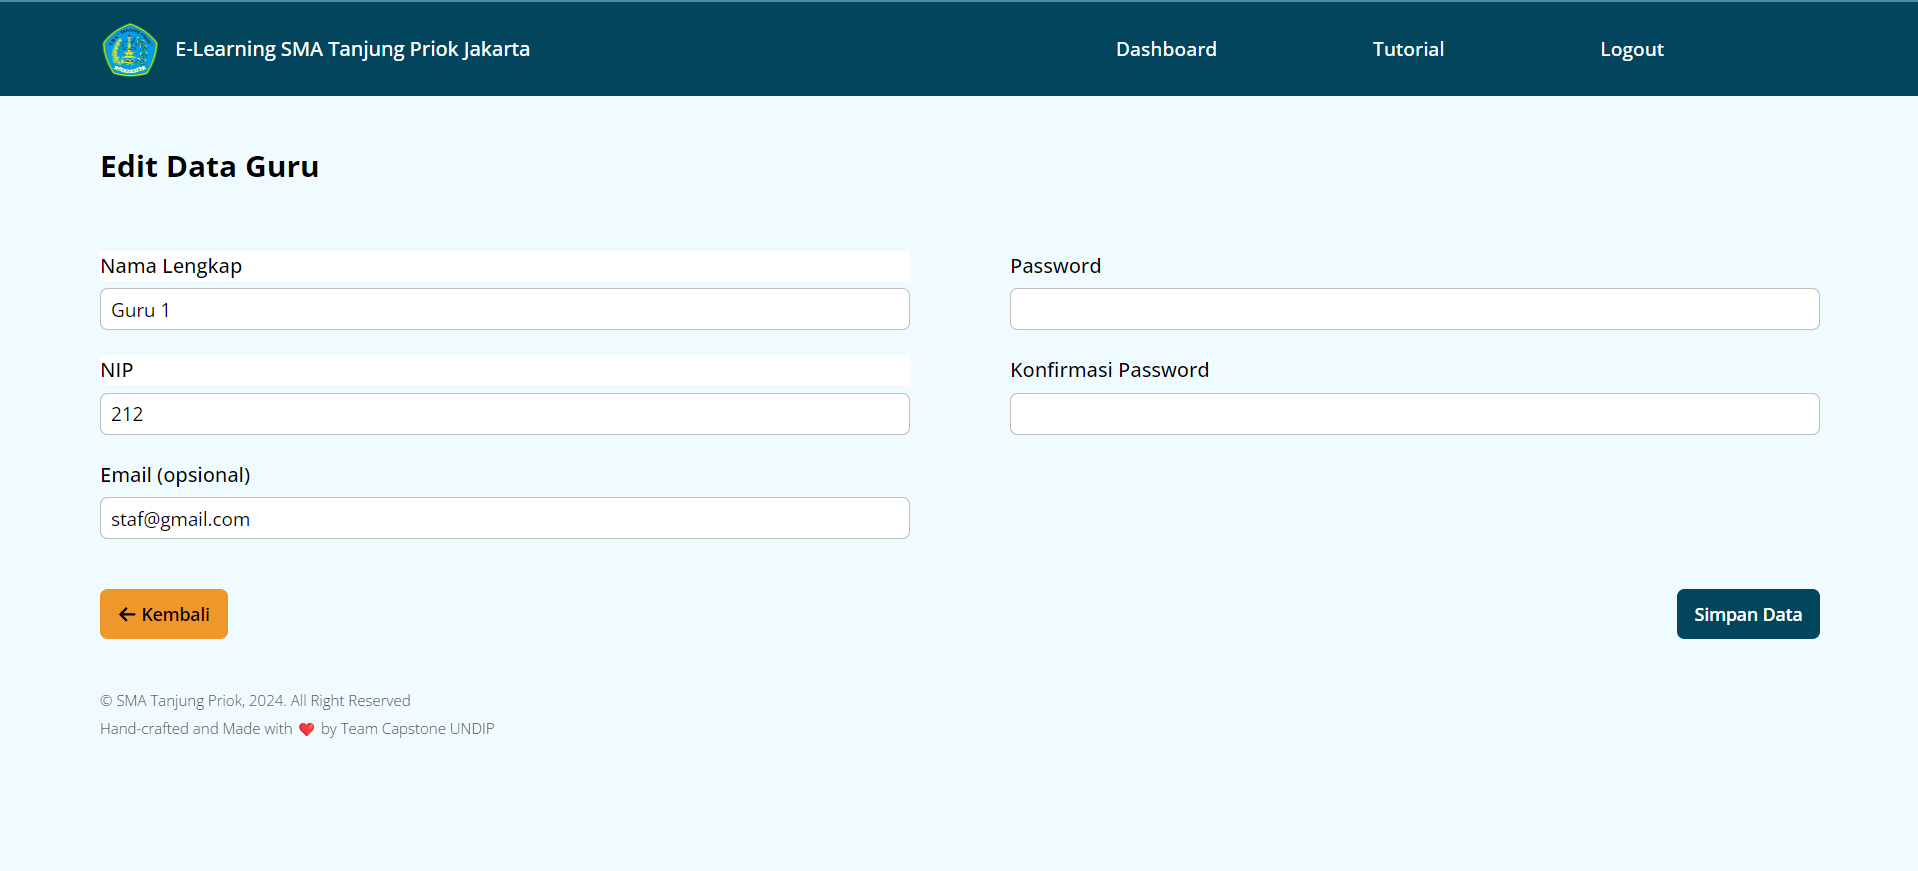 E-Learning SMA Tanjung Priok Jakarta
Dashboard
Tutorial
Logout
Edit Data Guru
Nama Lengkap
Guru 1
NIP
212
Email (opsional)
staf@gmail.com
Password
Konfirmasi Password
← Kembali
Simpan Data
© SMA Tanjung Priok, 2024. All Right Reserved
Hand-crafted and Made with ❤️ by Team Capstone UNDIP